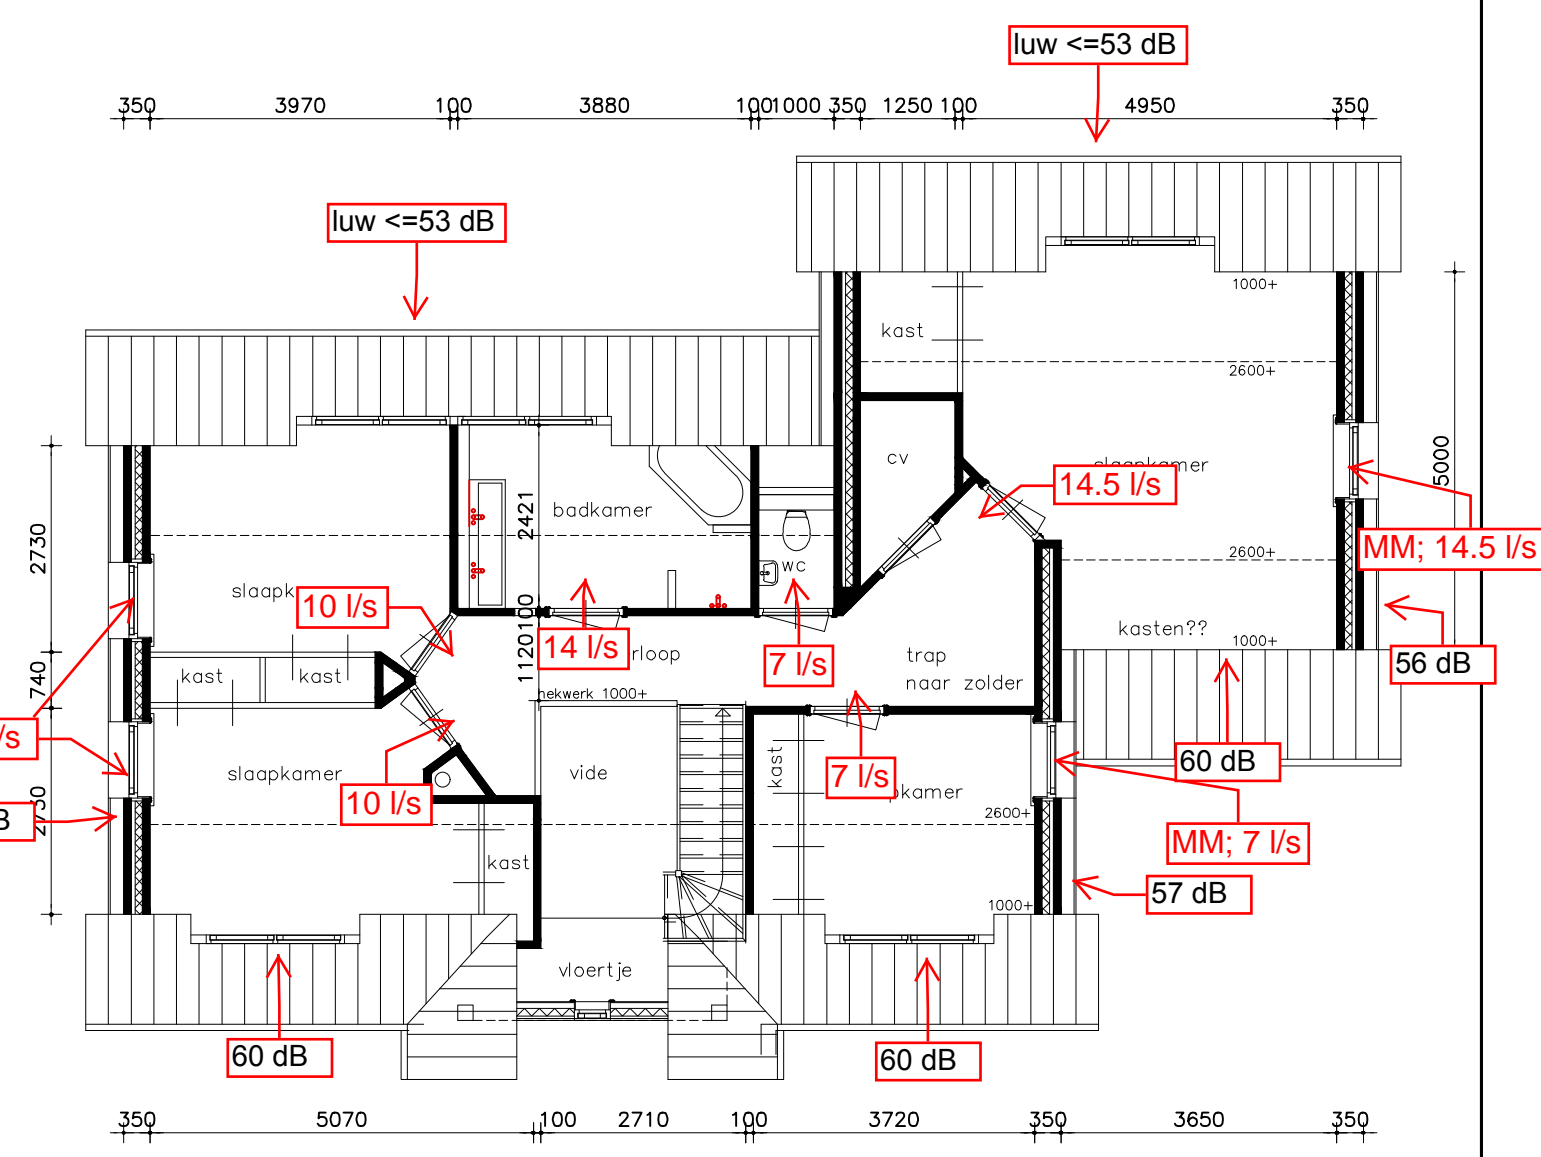 luw <=53 dB
350 3970 100 3880 100 1000 350 1250 100 4950 350
luw <=53 dB
1000+
kast
2600+
cv
slaapkamer
14.5 l/s
5000
badkamer
2421
2730
MM; 14.5 l/s
2600+
wc
10 l/s
100
14 l/s
7 l/s
kasten??
1000+
56 dB
1120
trap
naar zolder
740
kast
kast
hekwerk 1000+
60 dB
slaapkamer
vide
kast
7 l/s
10 l/s
2600+
MM; 7 l/s
kast
57 dB
1000+
vloertje
60 dB
60 dB
350 5070 100 2710 100 3720 350 3650 350